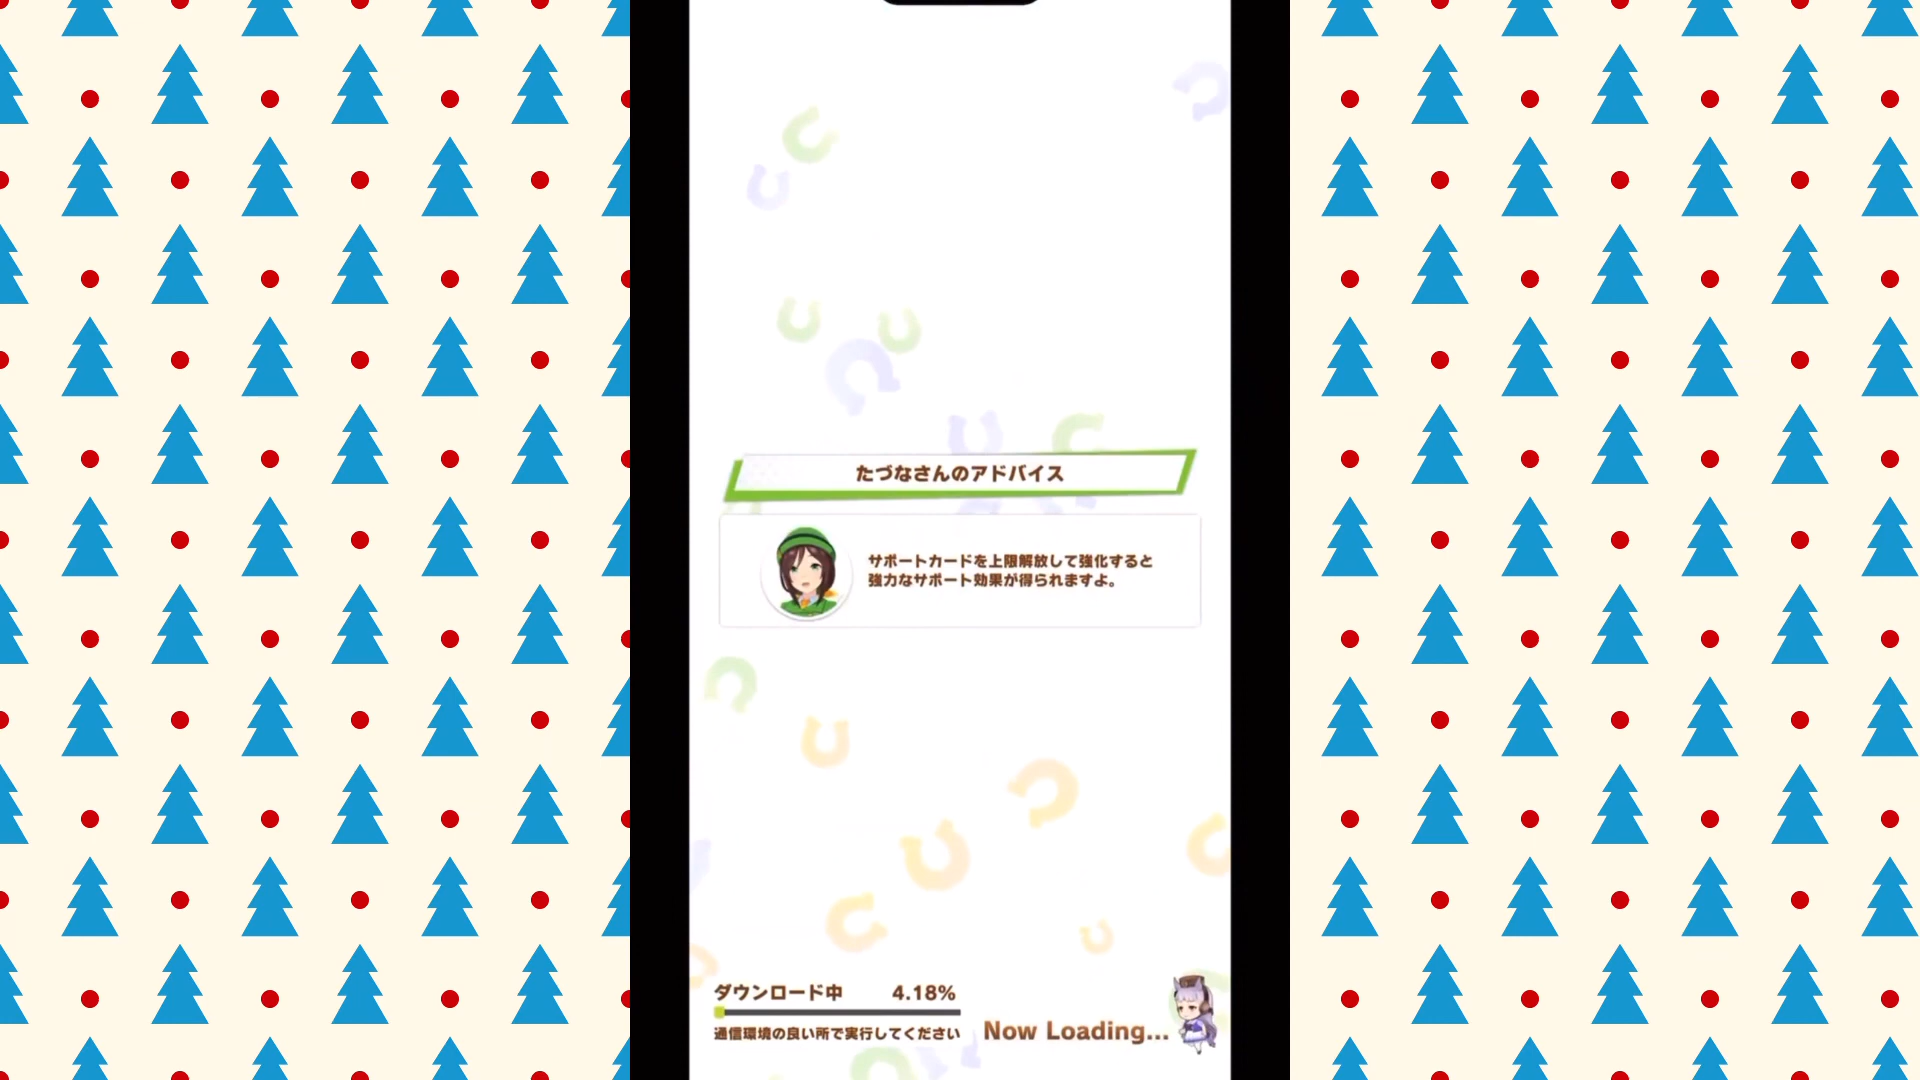 たづなさんのアドバイス
サポートカードを上限解放して強化すると
強力なサポート効果が得られますよ。
ダウンロード中 4.18%
通信環境の良い所で実行してください
Now Loading...